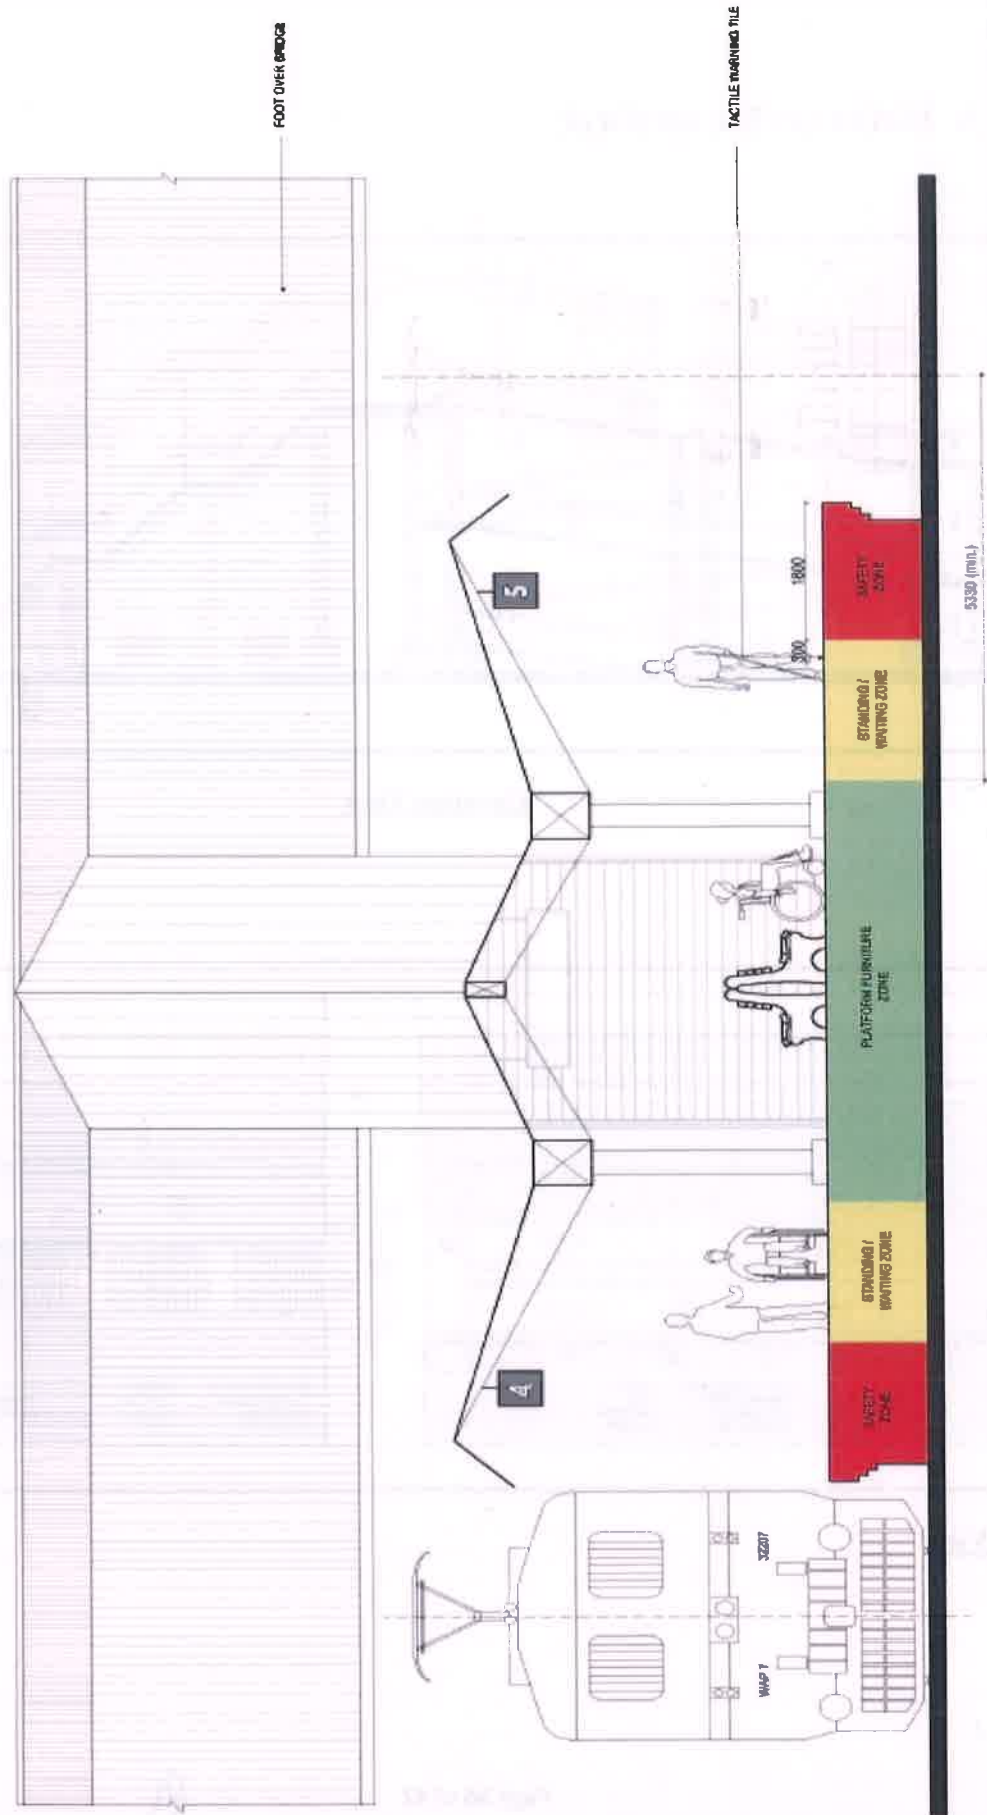 FOOT OVER BRIDGE
TACTILE WARNING TILE
4
5
WAP 7
32207
300
1800
SAFETY
ZONE
STANDING /
WAITING ZONE
PLATFORM FURNITURE
ZONE
STANDING /
WAITING ZONE
SAFETY
ZONE
5330 (min.)